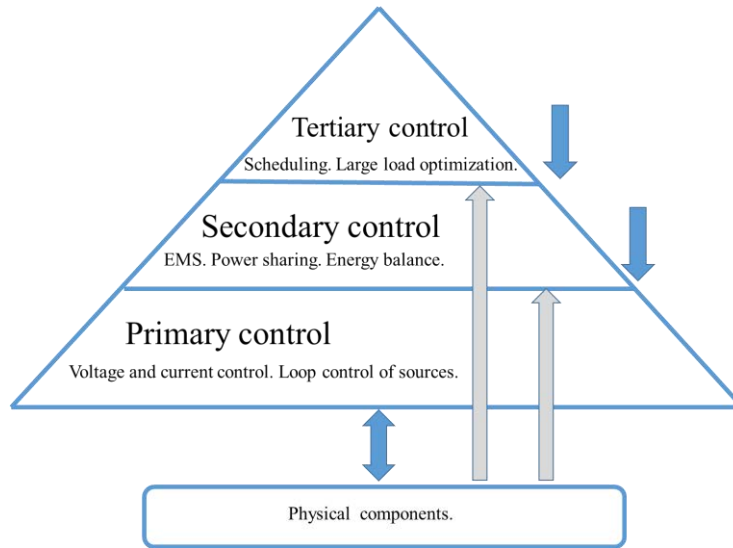 Tertiary control
Scheduling. Large load optimization.
Secondary control
EMS. Power sharing. Energy balance.
Primary control
Voltage and current control. Loop control of sources.
Physical components.